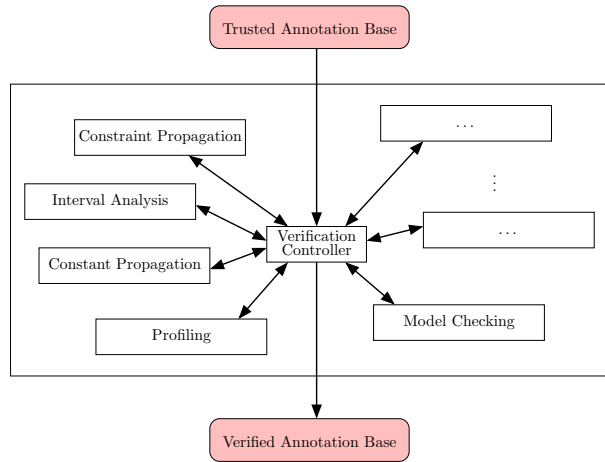 Trusted Annotation Base
Constraint Propagation
. . .
Interval Analysis
. . .
Verification
Controller
Constant Propagation
Profiling
Model Checking
Verified Annotation Base